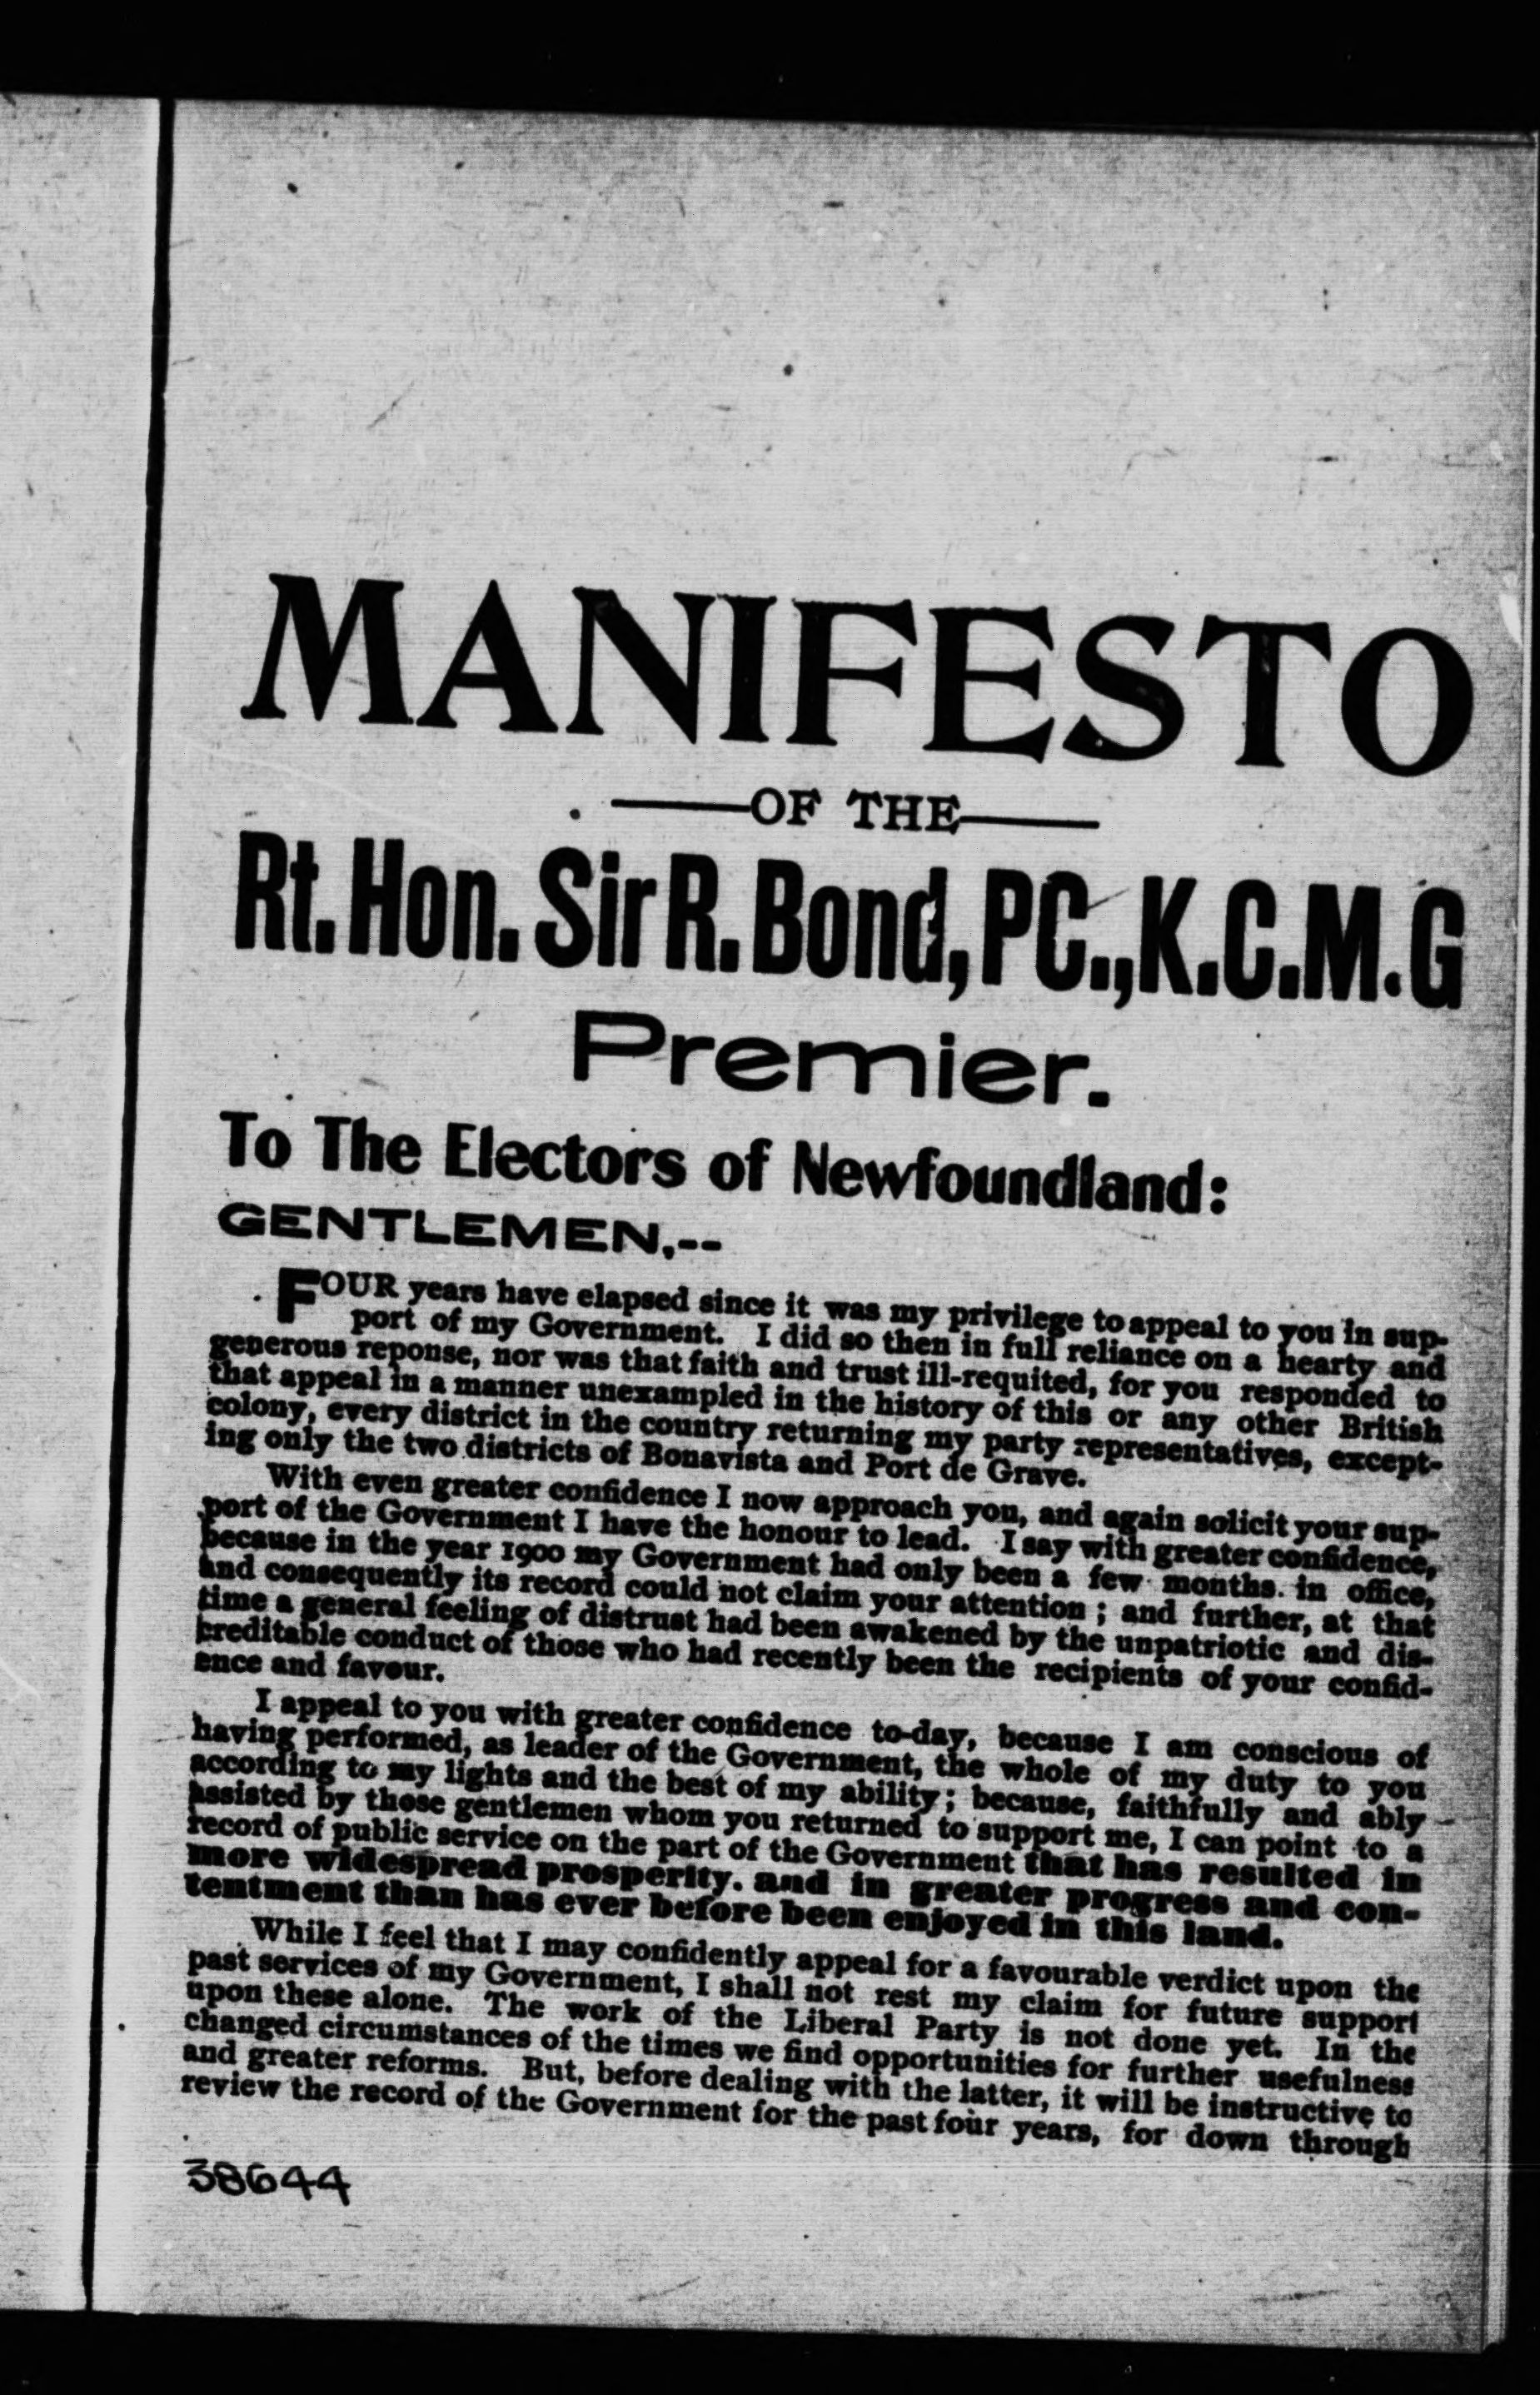 MANIFESTO
OF THE
Rt. Hon. Sir R. Bond, PC., K.C.M.G
Premier.
To The Electors of Newfoundland:
GENTLEMEN,--
FOUR years have elapsed since it was my privilege to appeal to you in sup-
port of my Government. I did so then in full reliance on a hearty and
generous reponse, nor was that faith and trust ill-requited, for you responded to
that appeal in a manner unexampled in the history of this or any other British
colony, every district in the country returning my party representatives, except-
ing only the two districts of Bonavista and Port de Grave.
With even greater confidence I now approach you, and again solicit your sup-
port of the Government I have the honour to lead. I say with greater confidence,
because in the year 1900 my Government had only been a few months. in office,
and consequently its record could not claim your attention ; and further, at that
time a general feeling of distrust had been awakened by the unpatriotic and dis-
creditable conduct of those who had recently been the recipients of your confid-
ence and favour.
I appeal to you with greater confidence to-day, because I am conscious of
having performed, as leader of the Government, the whole of my duty to you
according to my lights and the best of my ability; because, faithfully and ably
assisted by those gentlemen whom you returned to support me, I can point to a
record of public service on the part of the Government that has resulted in
more widespread prosperity. and in greater progress and con-
tentment than has ever before been enjoyed in this land.
While I feel that I may confidently appeal for a favourable verdict upon the
past services of my Government, I shall not rest my claim for future support
upon these alone. The work of the Liberal Party is not done yet. In the
changed circumstances of the times we find opportunities for further usefulness
and greater reforms. But, before dealing with the latter, it will be instructive to
review the record of the Government for the past four years, for down through
38644